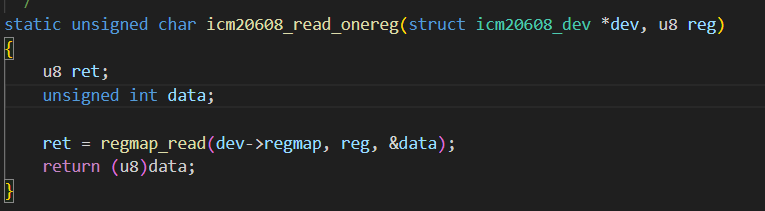 /
static unsigned char icm20608_read_onereg(struct icm20608_dev *dev, u8 reg)
{
    u8 ret;
    unsigned int data;
    ret = regmap_read(dev->regmap, reg, &data);
    return (u8)data;
}